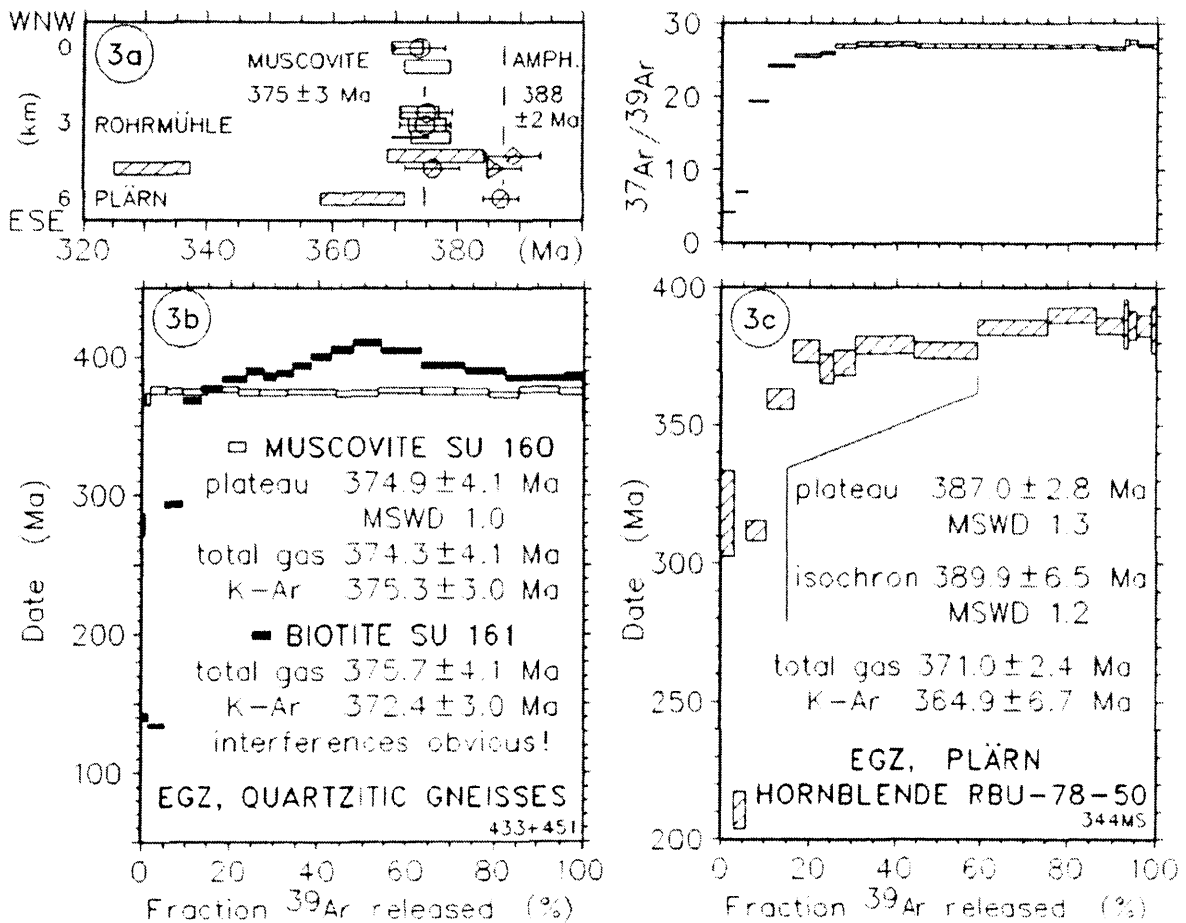 WNW
3a
0
MUSCOVITE
375 ± 3 Ma
AMPH.
388
±2 Ma
(km)
3
ROHRMÜHLE
6
PLÄRN
ESE
320 340 360 380 (Ma)
37Ar/39Ar
30
20
10
0
3b
Date (Ma)
400
300
200
100
MUSCOVITE SU 160
plateau 374.9±4.1 Ma
MSWD 1.0
total gas 374.3±4.1 Ma
K-Ar 375.3±3.0 Ma
BIOTITE SU 161
total gas 375.7±4.1 Ma
K-Ar 372.4±3.0 Ma
interferences obvious!
EGZ, QUARTZITIC GNEISSES
433+451
0 20 40 60 80 100
Fraction 39Ar released (%)
3c
Date (Ma)
400
350
300
250
200
plateau 387.0±2.8 Ma
MSWD 1.3
isochron 389.9±6.5 Ma
MSWD 1.2
total gas 371.0±2.4 Ma
K-Ar 364.9±6.7 Ma
EGZ, PLÄRN
HORNBLENDE RBU-78-50
344MS
0 20 40 60 80 100
Fraction 39Ar released (%)